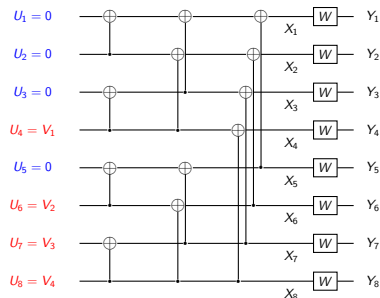 U₁ = 0 W Y₁
X₁
U₂ = 0 W Y₂
X₂
U₃ = 0 W Y₃
X₃
U₄ = V₁ W Y₄
X₄
U₅ = 0 W Y₅
X₅
U₆ = V₂ W Y₆
X₆
U₇ = V₃ W Y₇
X₇
U₈ = V₄ W Y₈
X₈